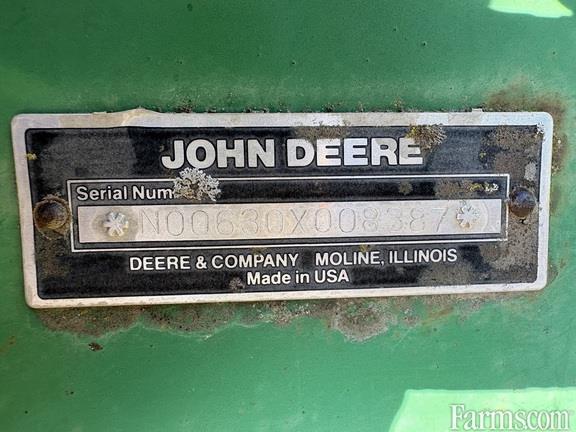 JOHN DEERE
Serial Num
*N00630X008387*
DEERE & COMPANY MOLINE, ILLINOIS
Made in USA
Farms.com